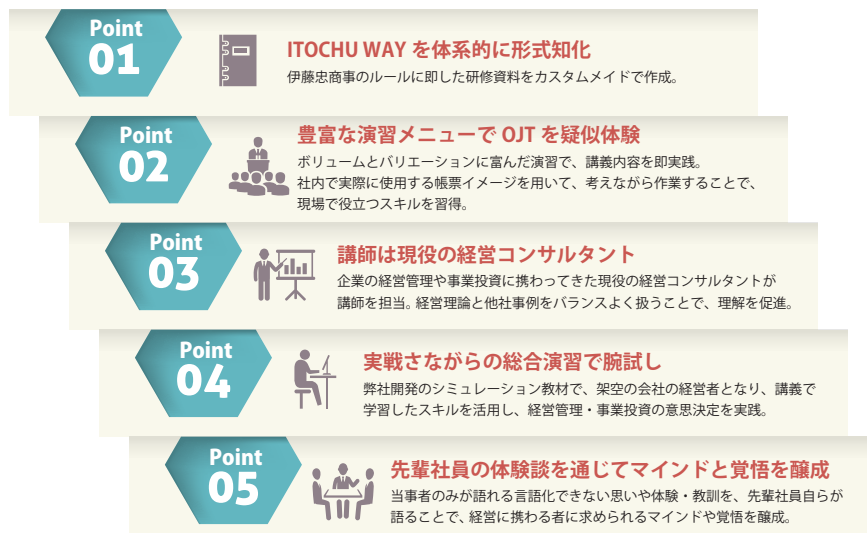 Point
01
ITOCHU WAY を体系的に形式知化
伊藤忠商事のルールに即した研修資料をカスタムメイドで作成。
Point
02
豊富な演習メニューで OJT を疑似体験
ボリュームとバリエーションに富んだ演習で、講義内容を即実践。
社内で実際に使用する帳票イメージを用いて、考えながら作業することで、
現場で役立つスキルを習得。
Point
03
講師は現役の経営コンサルタント
企業の経営管理や事業投資に携わってきた現役の経営コンサルタントが
講師を担当。経営理論と他社事例をバランスよく扱うことで、理解を促進。
Point
04
実戦さながらの総合演習で腕試し
弊社開発のシミュレーション教材で、架空の会社の経営者となり、講義で
学習したスキルを活用し、経営管理・事業投資の意思決定を実践。
Point
05
先輩社員の体験談を通じてマインドと覚悟を醸成
当事者のみが語れる言語化できない思いや体験・教訓を、先輩社員自らが
語ることで、経営に携わる者に求められるマインドや覚悟を醸成。